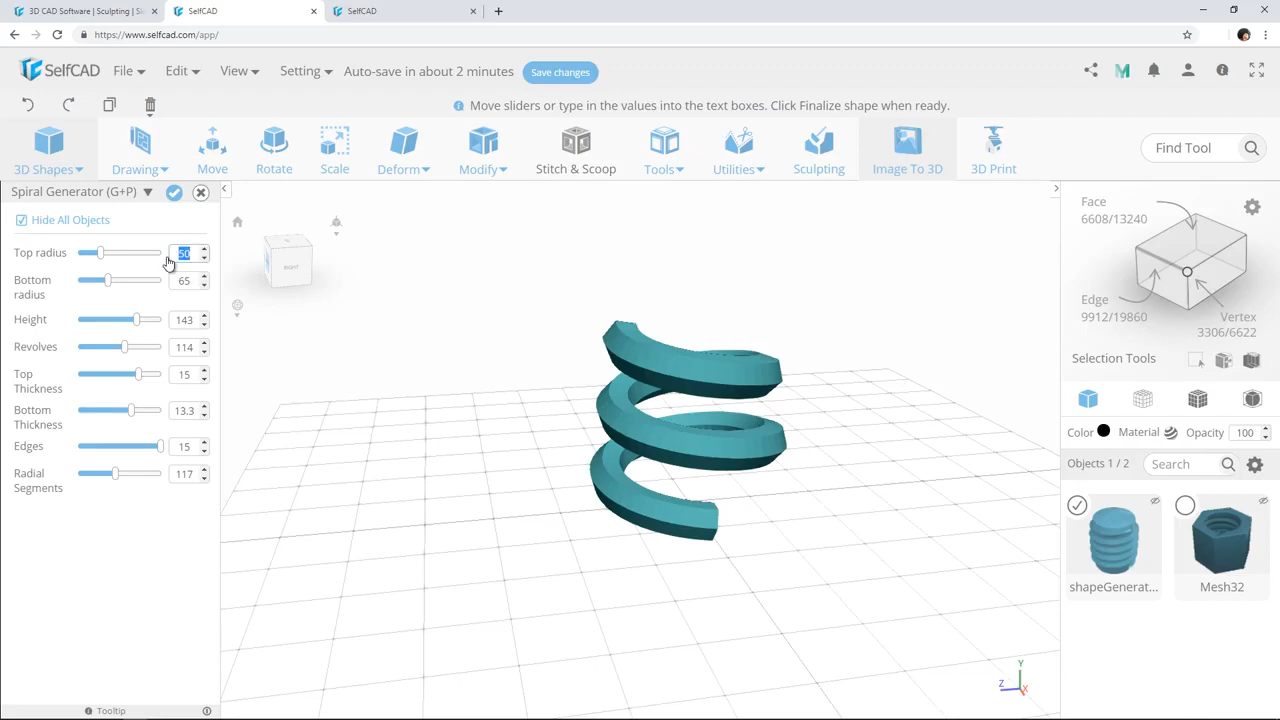 3D CAD Software | Sculpting | Sli
SelfCAD
SelfCAD
https://www.selfcad.com/app/
SelfCAD
File
Edit
View
Setting
Auto-save in about 2 minutes
Save changes
Move sliders or type in the values into the text boxes. Click Finalize shape when ready.
3D Shapes
Drawing
Move
Rotate
Scale
Deform
Modify
Stitch & Scoop
Tools
Utilities
Sculpting
Image To 3D
3D Print
Find Tool
Spiral Generator (G+P)
Hide All Objects
Top radius
50
Bottom
radius
65
Height
143
Revolves
114
Top
Thickness
15
Bottom
Thickness
13.3
Edges
15
Radial
Segments
117
Tooltip
RIGHT
Y
Z
X
Face
6608/13240
Edge
9912/19860
Vertex
3306/6622
Selection Tools
Color
Material
Opacity
100
Objects 1 / 2
Search
shapeGenerat...
Mesh32